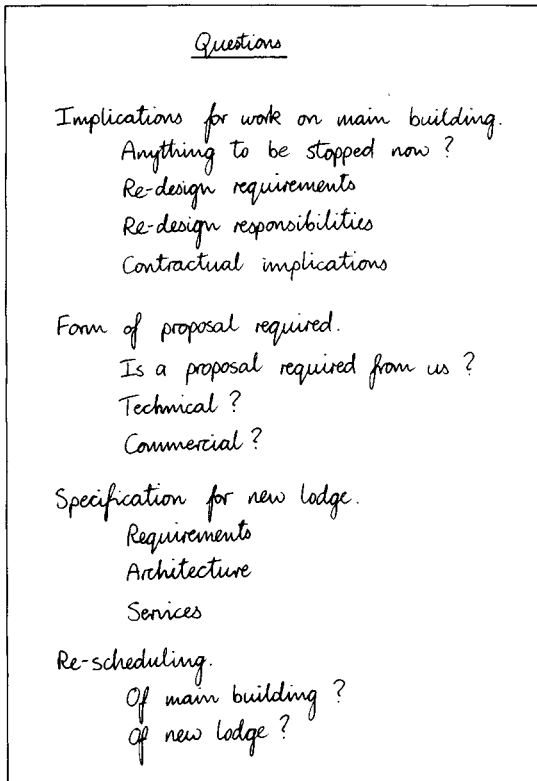 Questions
Implications for work on main building.
Anything to be stopped now ?
Re-design requirements
Re-design responsibilities
Contractual implications
Form of proposal required.
Is a proposal required from us ?
Technical ?
Commercial ?
Specification for new lodge.
Requirements
Architecture
Services
Re-scheduling.
Of main building ?
Of new lodge ?